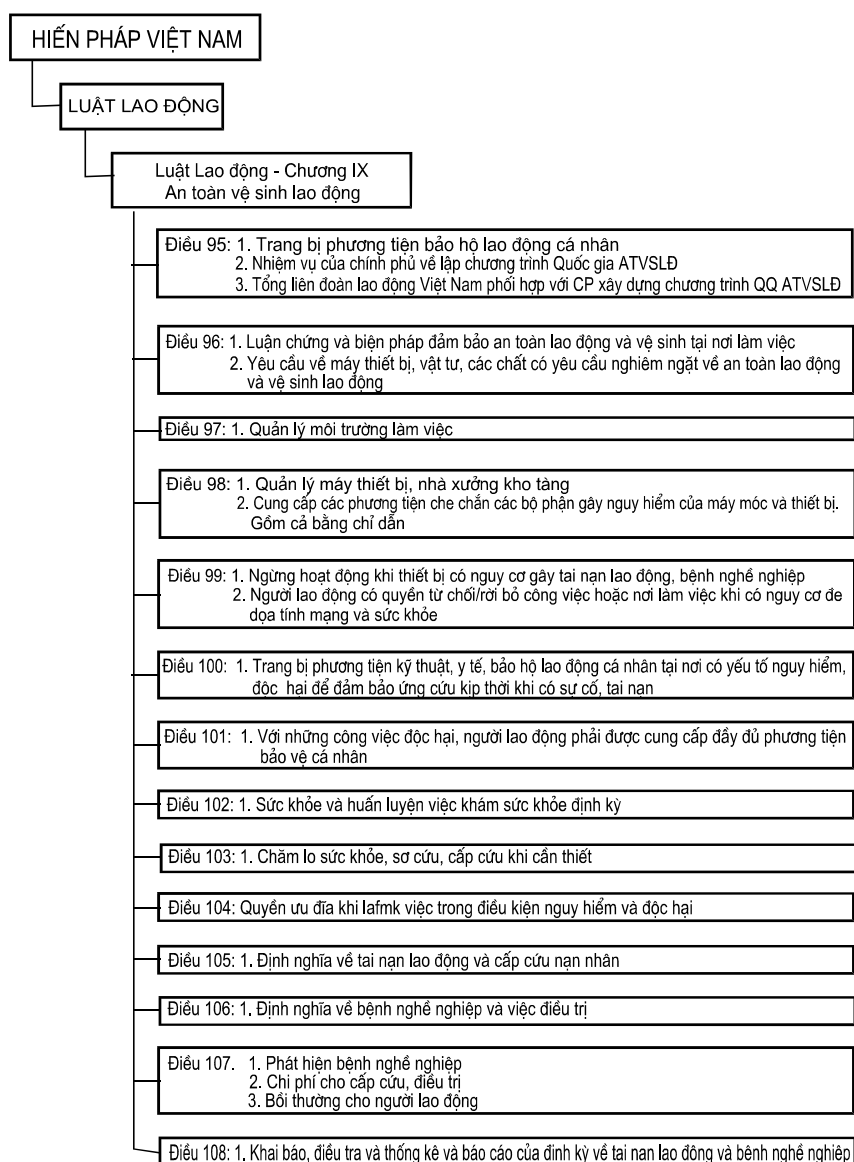 HIẾN PHÁP VIỆT NAM
LUẬT LAO ĐỘNG
Luật Lao động - Chương IX
An toàn vệ sinh lao động
Điều 95: 1. Trang bị phương tiện bảo hộ lao động cá nhân
2. Nhiệm vụ của chính phủ về lập chương trình Quốc gia ATVSLĐ
3. Tổng liên đoàn lao động Việt Nam phối hợp với CP xây dựng chương trình QQ ATVSLĐ
Điều 96: 1. Luận chứng và biện pháp đảm bảo an toàn lao động và vệ sinh tại nơi làm việc
2. Yêu cầu về máy thiết bị, vật tư, các chất có yêu cầu nghiêm ngặt về an toàn lao động
và vệ sinh lao động
Điều 97: 1. Quản lý môi trường làm việc
Điều 98: 1. Quản lý máy thiết bị, nhà xưởng kho tàng
2. Cung cấp các phương tiện che chắn các bộ phận gây nguy hiểm của máy móc và thiết bị.
Gồm cả bằng chỉ dẫn
Điều 99: 1. Ngừng hoạt động khi thiết bị có nguy cơ gây tai nạn lao động, bệnh nghề nghiệp
2. Người lao động có quyền từ chối/rời bỏ công việc hoặc nơi làm việc khi có nguy cơ đe
dọa tính mạng và sức khỏe
Điều 100: 1. Trang bị phương tiện kỹ thuật, y tế, bảo hộ lao động cá nhân tại nơi có yếu tố nguy hiểm,
độc hại để đảm bảo ứng cứu kịp thời khi có sự cố, tai nạn
Điều 101: 1. Với những công việc độc hại, người lao động phải được cung cấp đầy đủ phương tiện
bảo vệ cá nhân
Điều 102: 1. Sức khỏe và huấn luyện việc khám sức khỏe định kỳ
Điều 103: 1. Chăm lo sức khỏe, sơ cứu, cấp cứu khi cần thiết
Điều 104: Quyền ưu đĩa khi lafmk việc trong điều kiện nguy hiểm và độc hại
Điều 105: 1. Định nghĩa về tai nạn lao động và cấp cứu nạn nhân
Điều 106: 1. Định nghĩa về bệnh nghề nghiệp và việc điều trị
Điều 107. 1. Phát hiện bệnh nghề nghiệp
2. Chi phí cho cấp cứu, điều trị
3. Bồi thường cho người lao động
Điều 108: 1. Khai báo, điều tra và thống kê và báo cáo của định kỳ về tai nạn lao động và bệnh nghề nghiệp